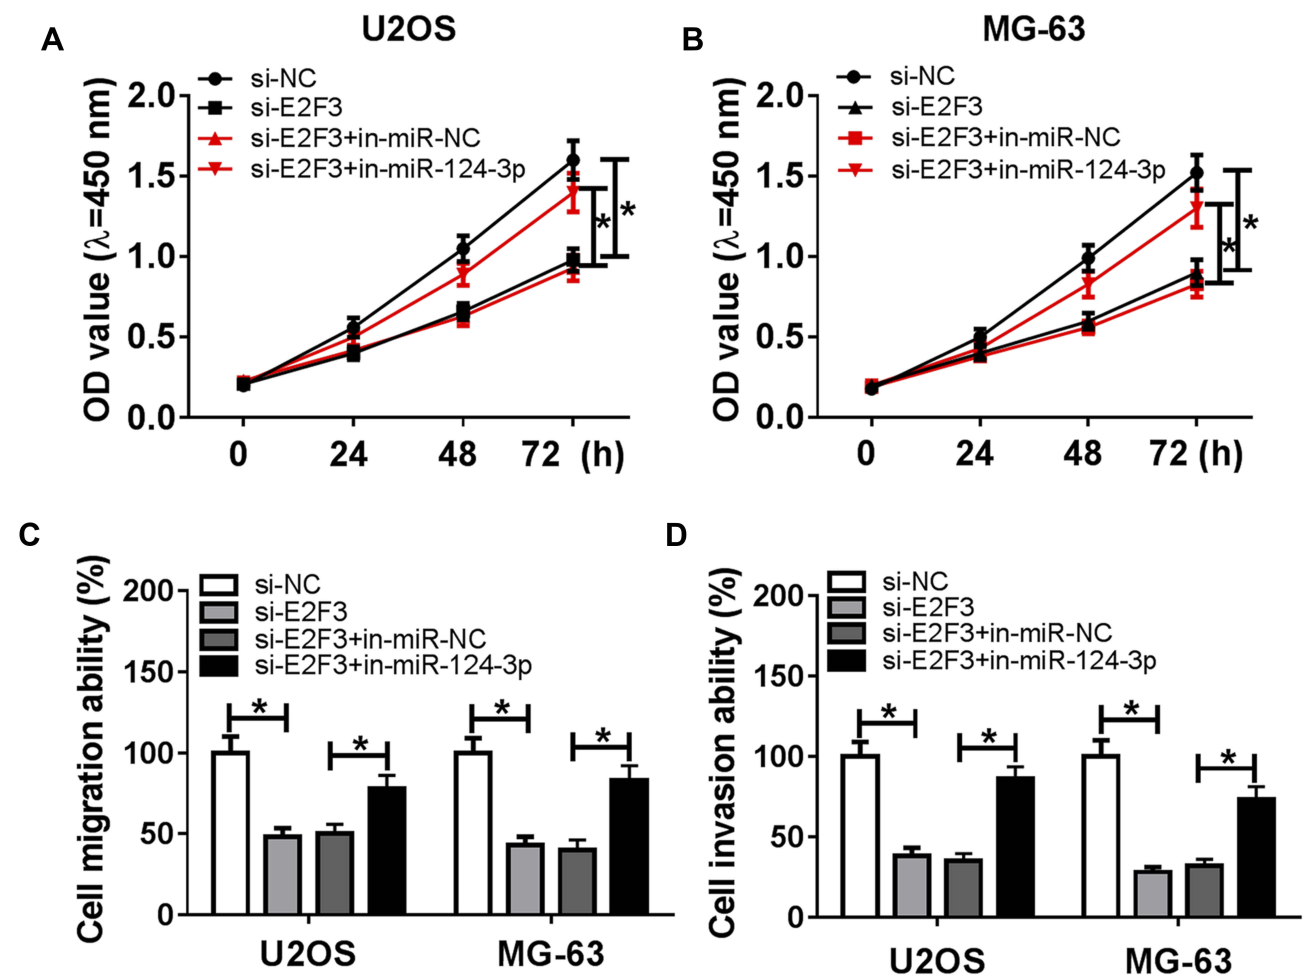 A
U2OS
si-NC
si-E2F3
si-E2F3+in-miR-NC
si-E2F3+in-miR-124-3p
OD value (λ=450 nm)
2.0
1.5
1.0
0.5
0.0
*
*
0 24 48 72 (h)
B
MG-63
si-NC
si-E2F3
si-E2F3+in-miR-NC
si-E2F3+in-miR-124-3p
OD value (λ=450 nm)
2.0
1.5
1.0
0.5
0.0
*
*
0 24 48 72 (h)
C
si-NC
si-E2F3
si-E2F3+in-miR-NC
si-E2F3+in-miR-124-3p
Cell migration ability (%)
200
150
100
50
0
*
*
*
*
U2OS MG-63
D
si-NC
si-E2F3
si-E2F3+in-miR-NC
si-E2F3+in-miR-124-3p
Cell invasion ability (%)
200
150
100
50
0
*
*
*
*
U2OS MG-63